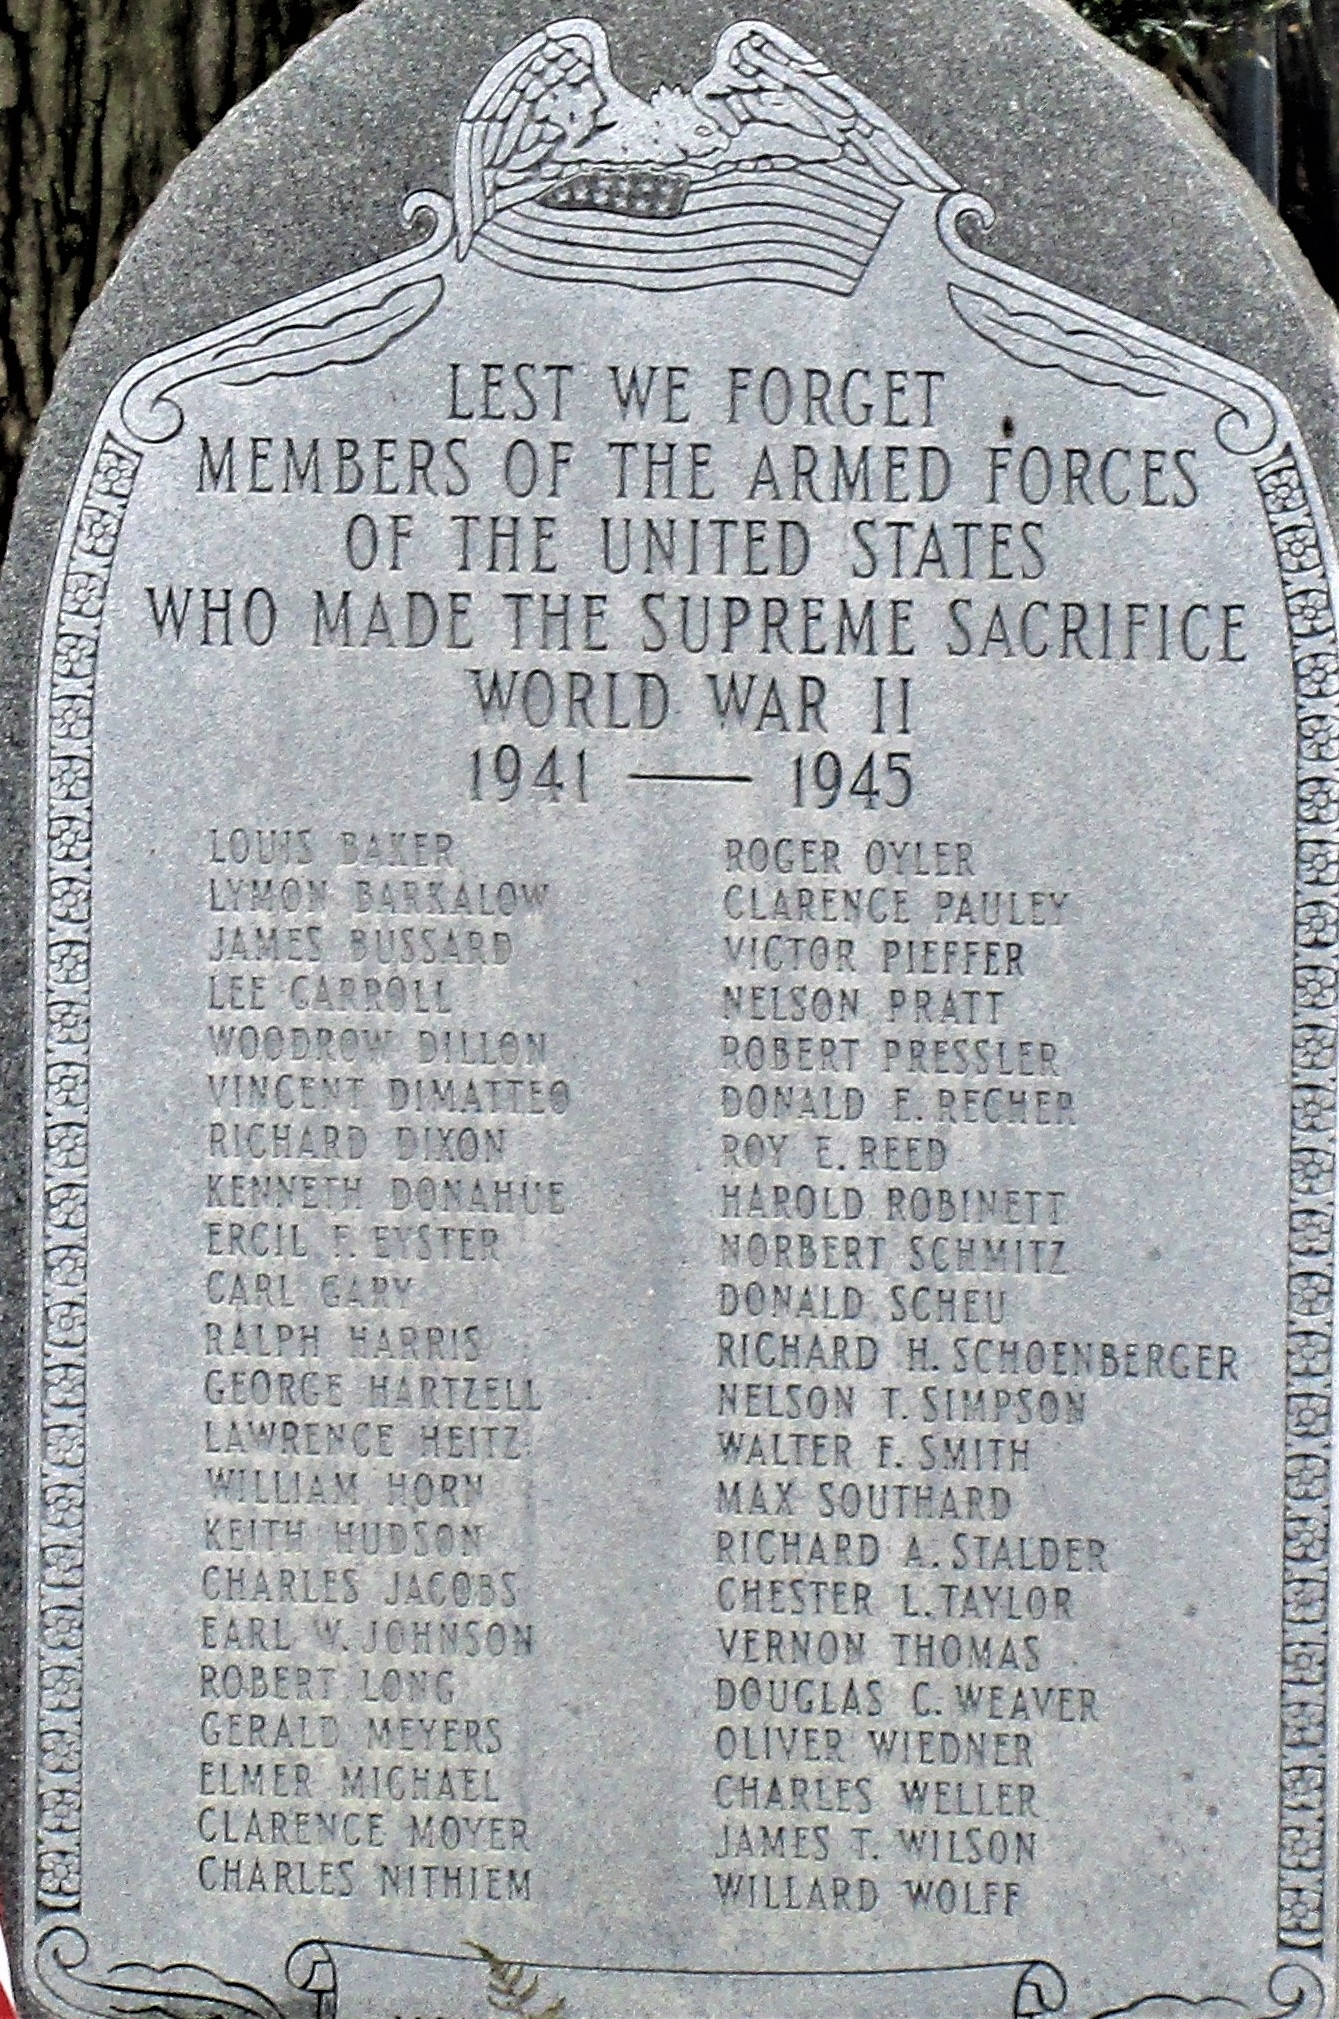 LEST WE FORGET
MEMBERS OF THE ARMED FORCES
OF THE UNITED STATES
WHO MADE THE SUPREME SACRIFICE
WORLD WAR II
1941 — 1945
LOUIS BAKER
LYMON BARKALOW
JAMES BUSSARD
LEE CARROLL
WOODROW DILLON
VINCENT DIMATTEO
RICHARD DIXON
KENNETH DONAHUE
ERCIL F. EYSTER
CARL GARY
RALPH HARRIS
GEORGE HARTZELL
LAWRENCE HEITZ
WILLIAM HORN
KEITH HUDSON
CHARLES JACOBS
EARL W. JOHNSON
ROBERT LONG
GERALD MEYERS
ELMER MICHAEL
CLARENCE MOYER
CHARLES NITHIEM
ROGER OYLER
CLARENCE PAULEY
VICTOR PIEFFER
NELSON PRATT
ROBERT PRESSLER
DONALD E. RECHER
ROY E. REED
HAROLD ROBINETT
NORBERT SCHMITZ
DONALD SCHEU
RICHARD H. SCHOENBERGER
NELSON T. SIMPSON
WALTER F. SMITH
MAX SOUTHARD
RICHARD A. STALDER
CHESTER L. TAYLOR
VERNON THOMAS
DOUGLAS C. WEAVER
OLIVER WIEDNER
CHARLES WELLER
JAMES T. WILSON
WILLARD WOLFF